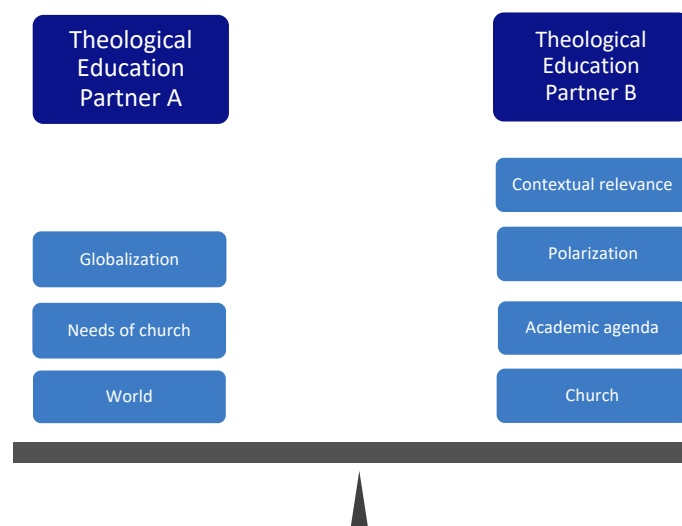 Theological
Education
Partner A
Theological
Education
Partner B
Contextual relevance
Globalization
Polarization
Needs of church
Academic agenda
World
Church